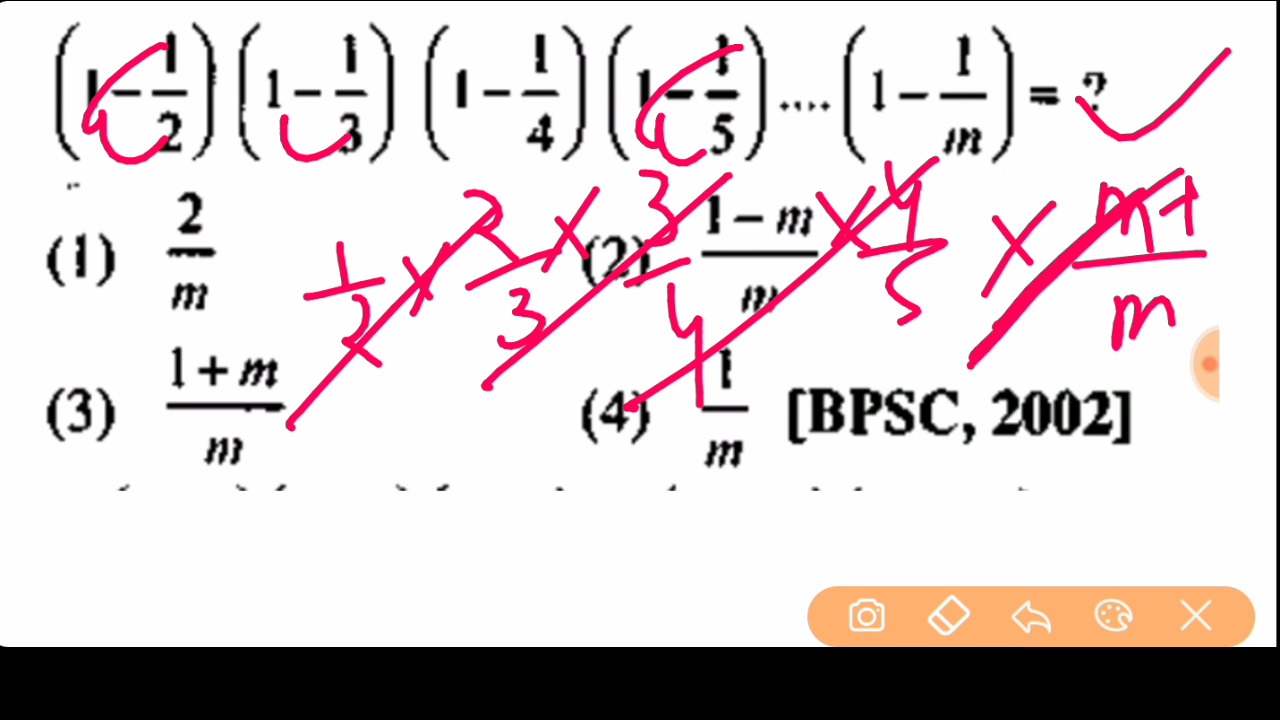 (1 - 1/2) (1 - 1/3) (1 - 1/4) (1 - 1/5) .... (1 - 1/m) = ?
(1) 2/m (2) 1 - m/m
1/2 × 2/3 × 3/4 × 4/5 × m-1/m
(3) 1 + m/m (4) 1/m [BPSC, 2002]